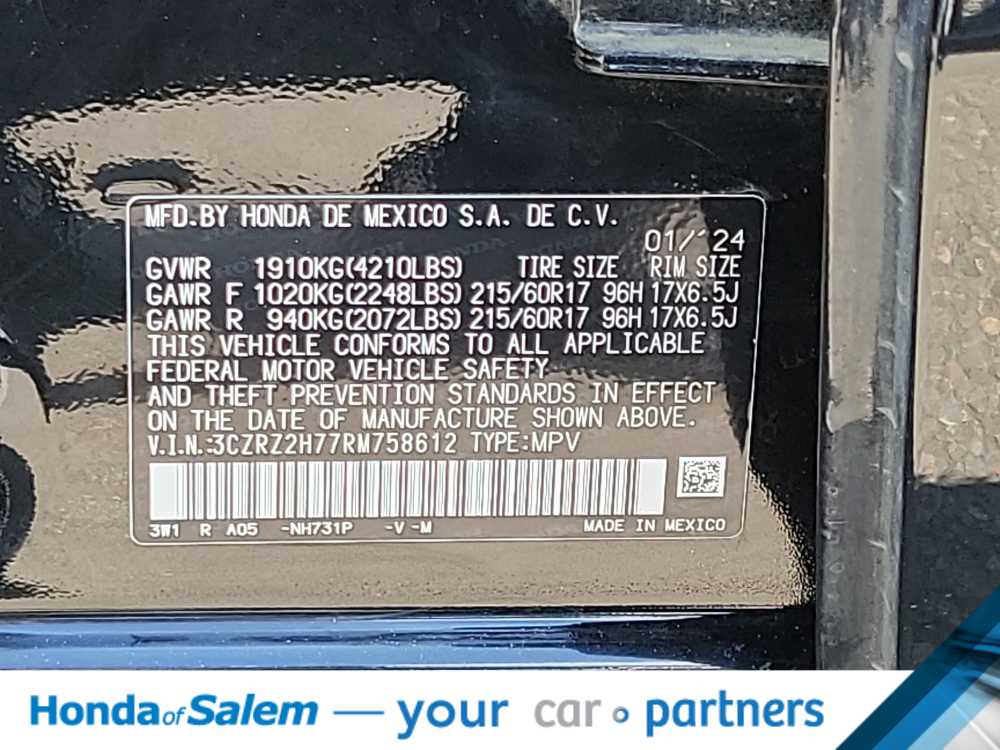 MFD.BY HONDA DE MEXICO S.A. DE C.V.
01/'24
GVWR 1910KG(4210LBS) TIRE SIZE RIM SIZE
GAWR F 1020KG(2248LBS) 215/60R17 96H 17X6.5J
GAWR R 940KG(2072LBS) 215/60R17 96H 17X6.5J
THIS VEHICLE CONFORMS TO ALL APPLICABLE
FEDERAL MOTOR VEHICLE SAFETY
AND THEFT PREVENTION STANDARDS IN EFFECT
ON THE DATE OF MANUFACTURE SHOWN ABOVE.
V.I.N.:3CZRZ2H77RM758612 TYPE:MPV
3W1 R A05 -NH731P -V -M MADE IN MEXICO
Honda of Salem — your car partners